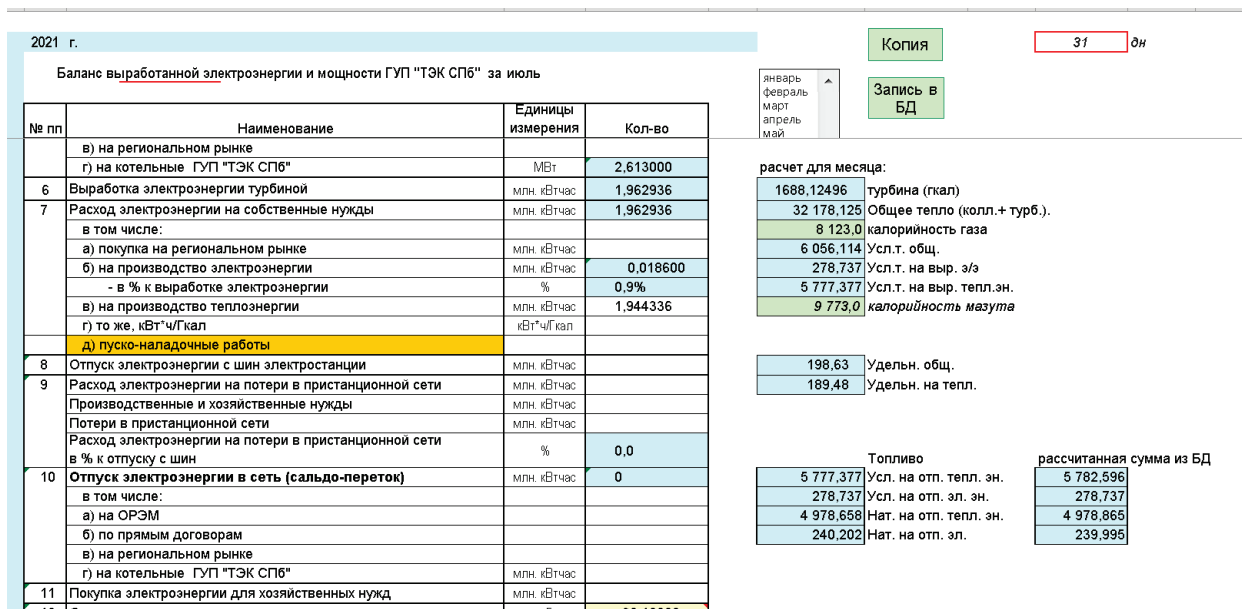 2021 г.
Копия
31 дн
Баланс выработанной электроэнергии и мощности ГУП "ТЭК СПб" за июль
январь
февраль
март
апрель
май
Запись в
БД
№ пп Наименование Единицы измерения Кол-во
в) на региональном рынке
г) на котельные ГУП "ТЭК СПб" МВт 2,613000 расчет для месяца:
6 Выработка электроэнергии турбиной млн. кВтчас 1,962936 1688,12496 турбина (гкал)
7 Расход электроэнергии на собственные нужды млн. кВтчас 1,962936 32 178,125 Общее тепло (колл.+ турб.).
в том числе: 8 123,0 калорийность газа
а) покупка на региональном рынке млн. кВтчас 6 056,114 Усл.т. общ.
б) на производство электроэнергии млн. кВтчас 0,018600 278,737 Усл.т. на выр. э/э
- в % к выработке электроэнергии % 0,9% 5 777,377 Усл.т. на выр. тепл.эн.
в) на производство теплоэнергии млн. кВтчас 1,944336 9 773,0 калорийность мазута
г) то же, кВт*ч/Гкал кВт*ч/Гкал
д) пуско-наладочные работы
8 Отпуск электроэнергии с шин электростанции млн. кВтчас 198,63 Удельн. общ.
9 Расход электроэнергии на потери в пристанционной сети млн. кВтчас 189,48 Удельн. на тепл.
Производственные и хозяйственные нужды млн. кВтчас
Потери в пристанционной сети млн. кВтчас
Расход электроэнергии на потери в пристанционной сети
в % к отпуску с шин % 0,0 Топливо рассчитанная сумма из БД
10 Отпуск электроэнергии в сеть (сальдо-переток) млн. кВтчас 0 5 777,377 Усл. на отп. тепл. эн. 5 782,596
в том числе: 278,737 Усл. на отп. эл. эн. 278,737
а) на ОРЭМ 4 978,658 Нат. на отп. тепл. эн. 4 978,865
б) по прямым договорам 240,202 Нат. на отп. эл. 239,995
в) на региональном рынке
г) на котельные ГУП "ТЭК СПб" млн. кВтчас
11 Покупка электроэнергии для хозяйственных нужд млн. кВтчас